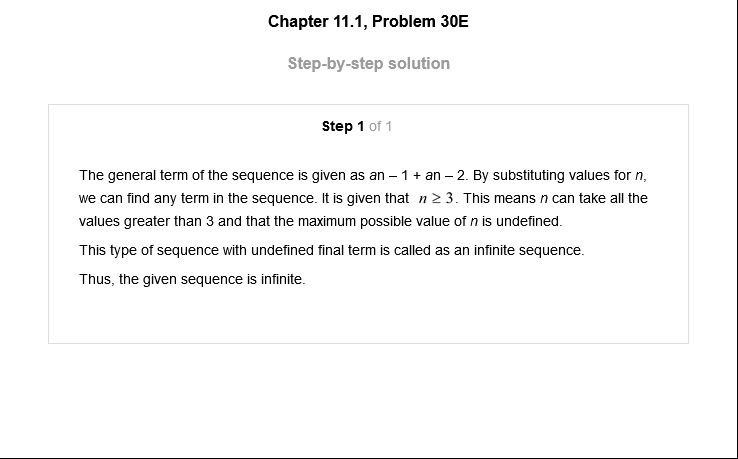 Chapter 11.1, Problem 30E
Step-by-step solution
Step 1 of 1
The general term of the sequence is given as an – 1 + an – 2. By substituting values for n,
we can find any term in the sequence. It is given that n ≥ 3. This means n can take all the
values greater than 3 and that the maximum possible value of n is undefined.
This type of sequence with undefined final term is called as an infinite sequence.
Thus, the given sequence is infinite.